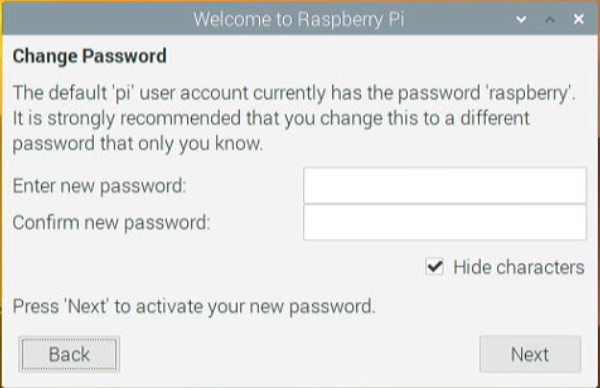 Welcome to Raspberry Pi
Change Password
The default 'pi' user account currently has the password 'raspberry'.
It is strongly recommended that you change this to a different
password that only you know.
Enter new password:
Confirm new password:
Hide characters
Press 'Next' to activate your new password.
Back
Next